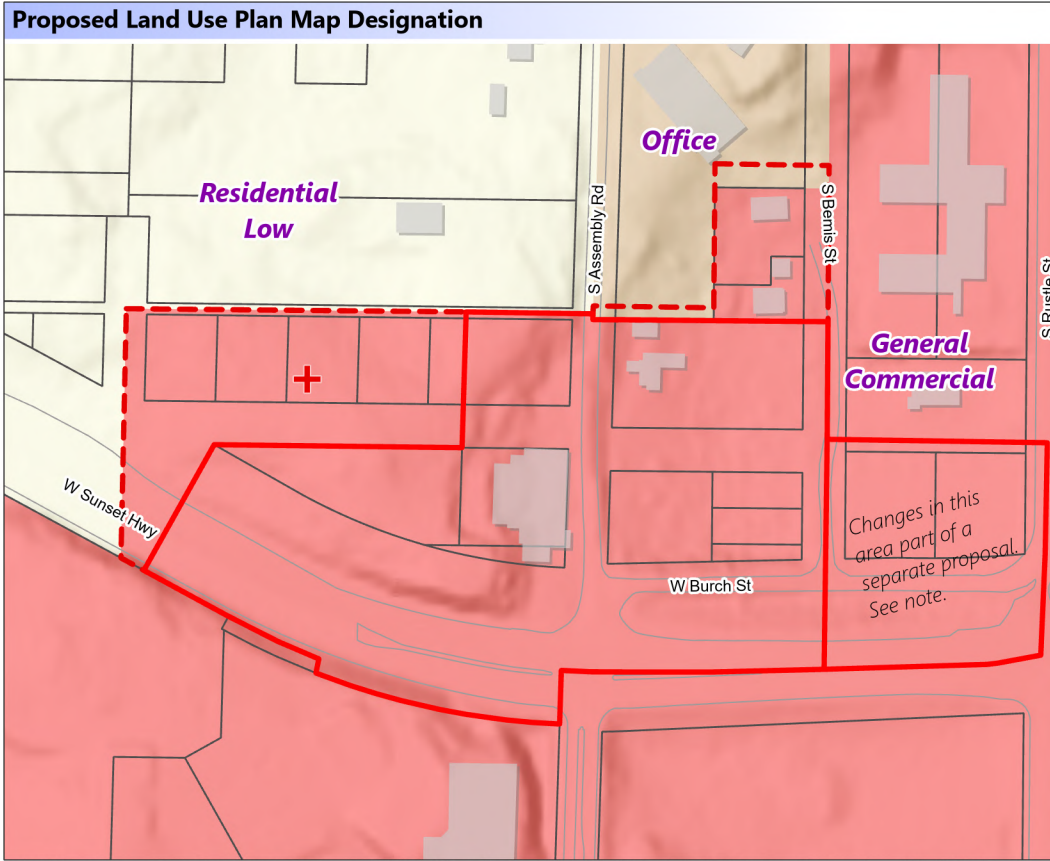 Proposed Land Use Plan Map Designation
Office
Residential
Low
S Assembly Rd
S Bemis St
S Rustle St
General
Commercial
W Sunset Hwy
Changes in this
area part of a
separate proposal.
See note.
W Burch St